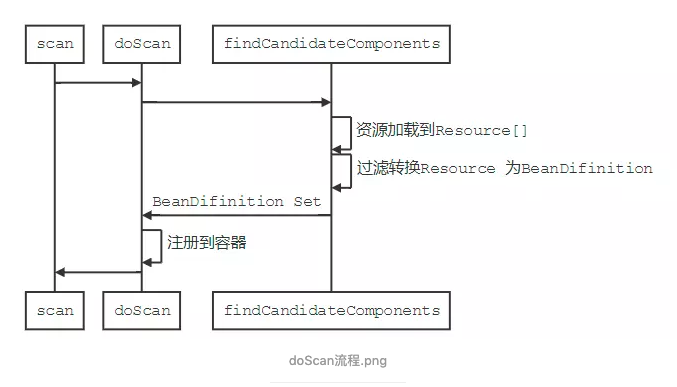 scan doScan findCandidateComponents
资源加载到Resource[]
过滤转换Resource 为BeanDifinition
BeanDifinition Set
注册到容器
scan doScan findCandidateComponents
doScan流程.png